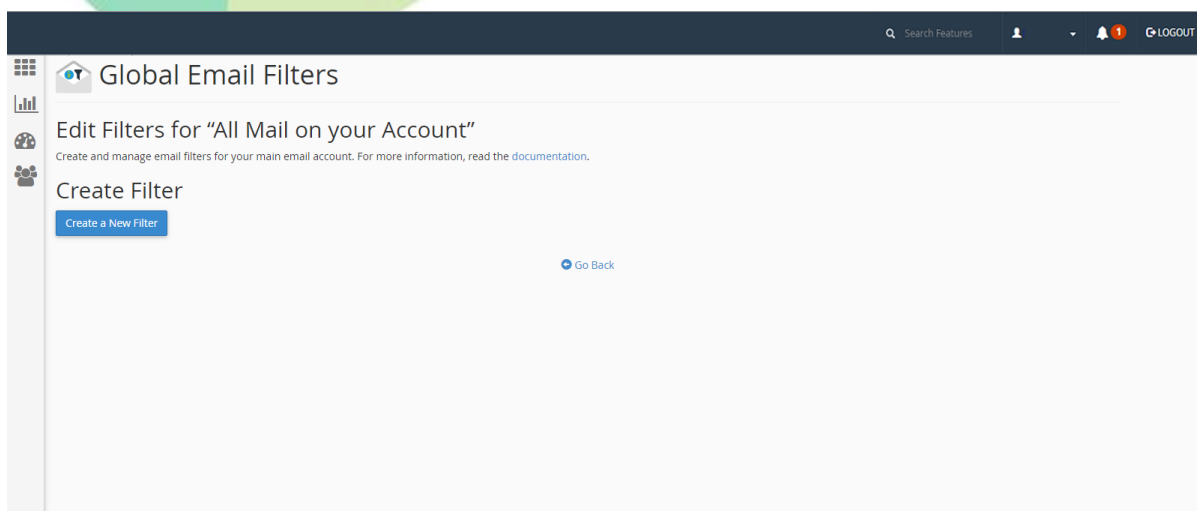 Search Features
1
LOGOUT
Global Email Filters
Edit Filters for “All Mail on your Account”
Create and manage email filters for your main email account. For more information, read the documentation.
Create Filter
Create a New Filter
Go Back